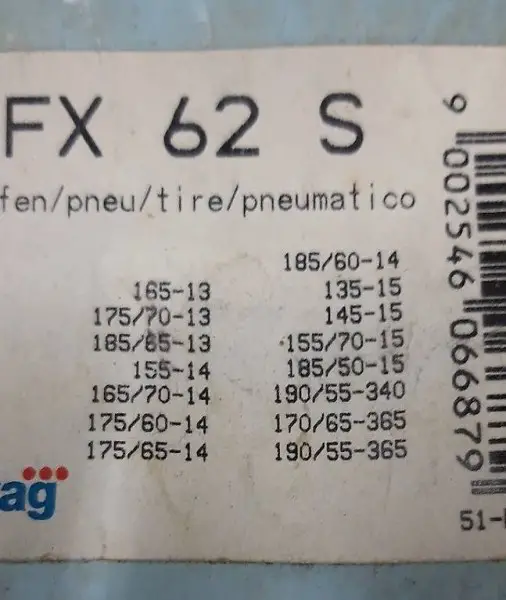 FX 62 S
fen/pneu/tire/pneumatico
185/60-14
165-13 135-15
175/70-13 145-15
185/65-13 155/70-15
155-14 185/50-15
165/70-14 190/55-340
175/60-14 170/65-365
175/65-14 190/55-365
ag
9 002546 066879
51-